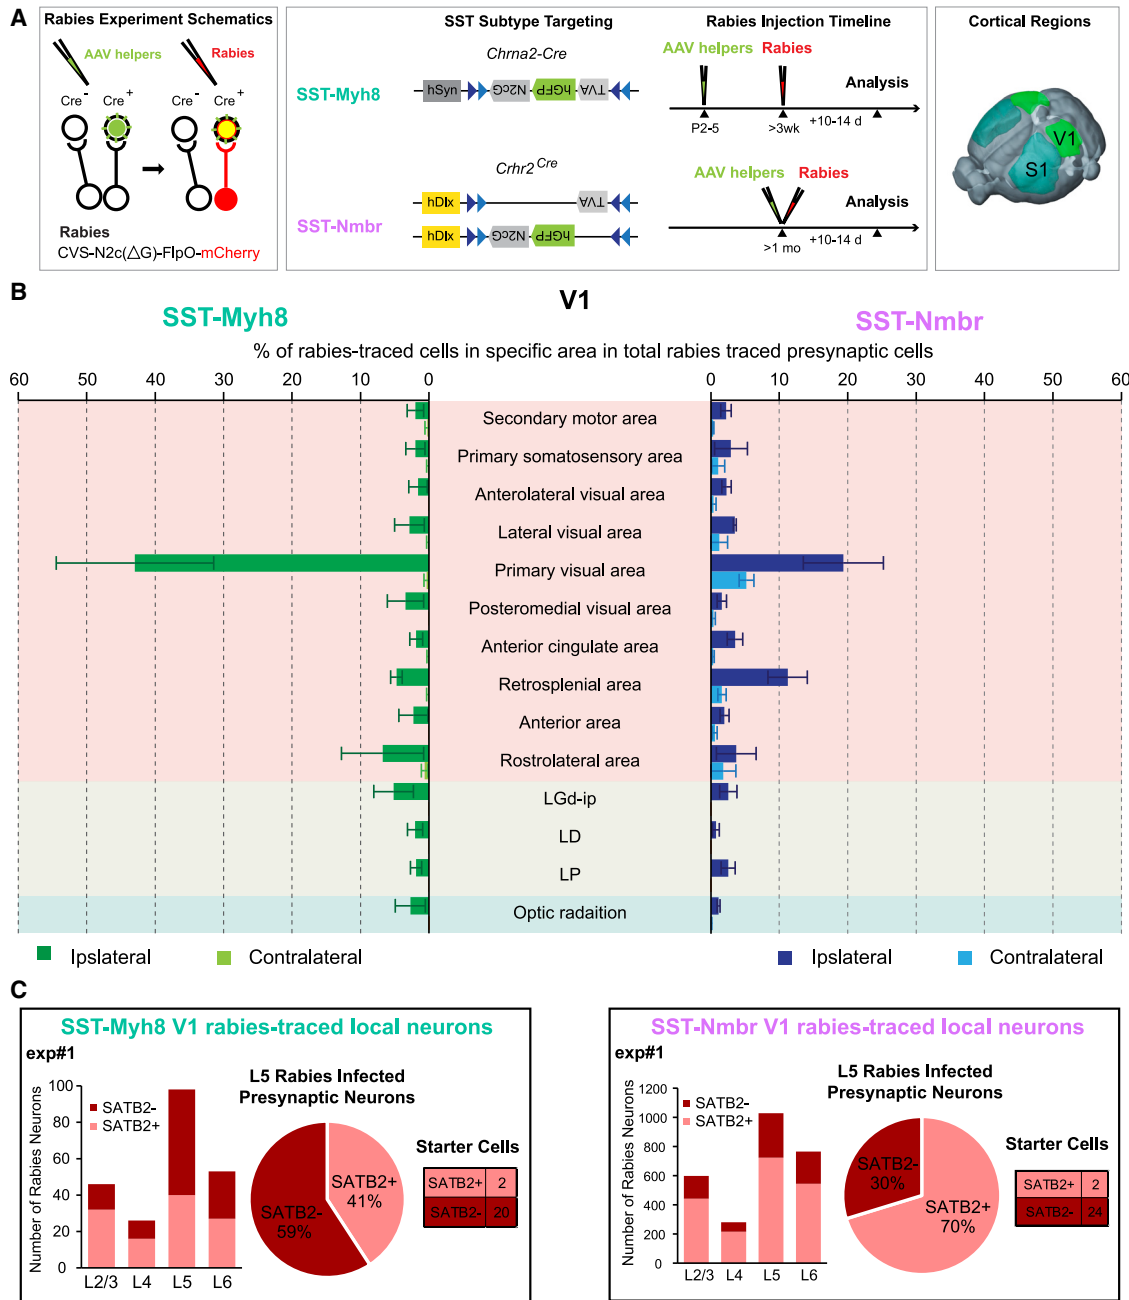 A
Rabies Experiment Schematics
AAV helpers
Rabies
Cre-
Cre+
Cre-
Cre+
Rabies
CVS-N2c(△G)-FlpO-mCherry
SST Subtype Targeting
Chrna2-Cre
SST-Myh8
hSyn
N2cG
hGFP
TVA
Crhr2Cre
SST-Nmbr
hDlx
TVA
hDlx
N2cG
hGFP
Rabies Injection Timeline
AAV helpers
Rabies
Analysis
P2-5
>3wk
+10-14 d
AAV helpers
Rabies
Analysis
>1 mo
+10-14 d
Cortical Regions
V1
S1
B
V1
SST-Myh8
SST-Nmbr
% of rabies-traced cells in specific area in total rabies traced presynaptic cells
60 50 40 30 20 10 0
0 10 20 30 40 50 60
Secondary motor area
Primary somatosensory area
Anterolateral visual area
Lateral visual area
Primary visual area
Posteromedial visual area
Anterior cingulate area
Retrosplenial area
Anterior area
Rostrolateral area
LGd-ip
LD
LP
Optic radaition
Ipslateral
Contralateral
Ipslateral
Contralateral
C
SST-Myh8 V1 rabies-traced local neurons
exp#1
Number of Rabies Neurons
100
80
60
40
20
0
SATB2-
SATB2+
L2/3 L4 L5 L6
L5 Rabies Infected
Presynaptic Neurons
SATB2+
41%
SATB2-
59%
Starter Cells
SATB2+ 2
SATB2- 20
SST-Nmbr V1 rabies-traced local neurons
exp#1
Number of Rabies Neurons
1200
1000
800
600
400
200
0
SATB2-
SATB2+
L2/3 L4 L5 L6
L5 Rabies Infected
Presynaptic Neurons
SATB2-
30%
SATB2+
70%
Starter Cells
SATB2+ 2
SATB2- 24